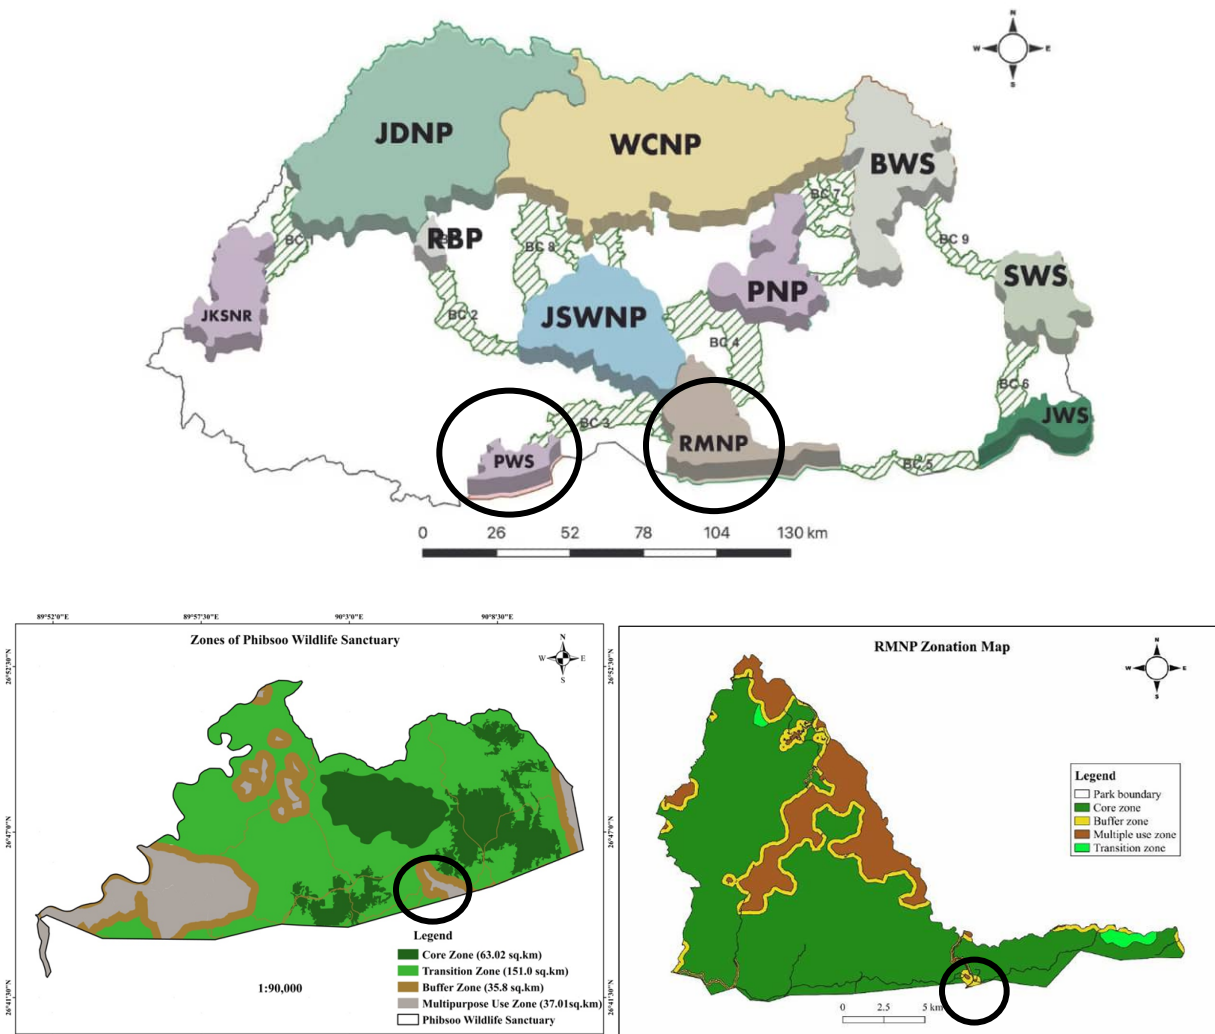 N
W E
S
JDNP
WCNP
BWS
BC 7
RBP
BC 1
BC 8
BC 9
SWS
PNP
JKSNR
BC 2
JSWNP
BC 4
BC 6
JWS
BC 3
RMNP
PWS
BC 5
0 26 52 78 104 130 km
89°52'0"E 89°57'30"E 90°3'0"E 90°8'30"E
Zones of Phibsoo Wildlife Sanctuary
N
W E
S
26°52'30"N
26°52'30"N
26°47'0"N
26°47'0"N
26°41'30"N
26°41'30"N
Legend
Core Zone (63.02 sq.km)
Transition Zone (151.0 sq.km)
Buffer Zone (35.8 sq.km)
Multipurpose Use Zone (37.01sq.km)
Phibsoo Wildlife Sanctuary
1:90,000
RMNP Zonation Map
N
W E
S
Legend
Park boundary
Core zone
Buffer zone
Multiple use zone
Transition zone
0 2.5 5 km